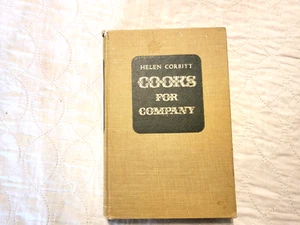 HELEN CORBITT
COOKS
FOR
COMPANY